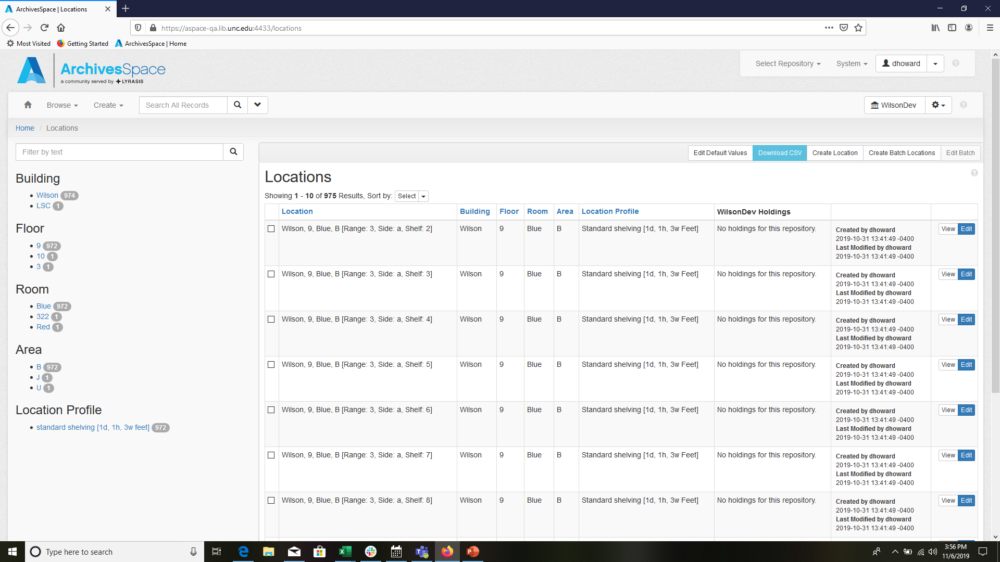 ArchivesSpace | Locations
https://aspace-qa.lib.unc.edu:4433/locations
Most Visited Getting Started ArchivesSpace | Home
ArchivesSpace
a community served by LYRASIS
Select Repository System dhoward
Browse Create Search All Records WilsonDev
Home / Locations
Filter by text
Building
Wilson 974
LSC 1
Floor
9 972
10 1
3 1
Room
Blue 972
322 1
Red 1
Area
B 972
J 1
U 1
Location Profile
standard shelving [1d, 1h, 3w feet] 972
Edit Default Values Download CSV Create Location Create Batch Locations Edit Batch
Locations
Showing 1 - 10 of 975 Results, Sort by: Select
Location Building Floor Room Area Location Profile WilsonDev Holdings
Wilson, 9, Blue, B [Range: 3, Side: a, Shelf: 2] Wilson 9 Blue B Standard shelving [1d, 1h, 3w Feet] No holdings for this repository. View Edit
Created by dhoward
2019-10-31 13:41:49 -0400
Last Modified by dhoward
2019-10-31 13:41:49 -0400
Wilson, 9, Blue, B [Range: 3, Side: a, Shelf: 3] Wilson 9 Blue B Standard shelving [1d, 1h, 3w Feet] No holdings for this repository. View Edit
Created by dhoward
2019-10-31 13:41:49 -0400
Last Modified by dhoward
2019-10-31 13:41:49 -0400
Wilson, 9, Blue, B [Range: 3, Side: a, Shelf: 4] Wilson 9 Blue B Standard shelving [1d, 1h, 3w Feet] No holdings for this repository. View Edit
Created by dhoward
2019-10-31 13:41:49 -0400
Last Modified by dhoward
2019-10-31 13:41:49 -0400
Wilson, 9, Blue, B [Range: 3, Side: a, Shelf: 5] Wilson 9 Blue B Standard shelving [1d, 1h, 3w Feet] No holdings for this repository. View Edit
Created by dhoward
2019-10-31 13:41:49 -0400
Last Modified by dhoward
2019-10-31 13:41:49 -0400
Wilson, 9, Blue, B [Range: 3, Side: a, Shelf: 6] Wilson 9 Blue B Standard shelving [1d, 1h, 3w Feet] No holdings for this repository. View Edit
Created by dhoward
2019-10-31 13:41:49 -0400
Last Modified by dhoward
2019-10-31 13:41:49 -0400
Wilson, 9, Blue, B [Range: 3, Side: a, Shelf: 7] Wilson 9 Blue B Standard shelving [1d, 1h, 3w Feet] No holdings for this repository. View Edit
Created by dhoward
2019-10-31 13:41:49 -0400
Last Modified by dhoward
2019-10-31 13:41:49 -0400
Wilson, 9, Blue, B [Range: 3, Side: a, Shelf: 8] Wilson 9 Blue B Standard shelving [1d, 1h, 3w Feet] No holdings for this repository. View Edit
Created by dhoward
2019-10-31 13:41:49 -0400
Last Modified by dhoward
2019-10-31 13:41:49 -0400
Type here to search
3:56 PM
11/6/2019